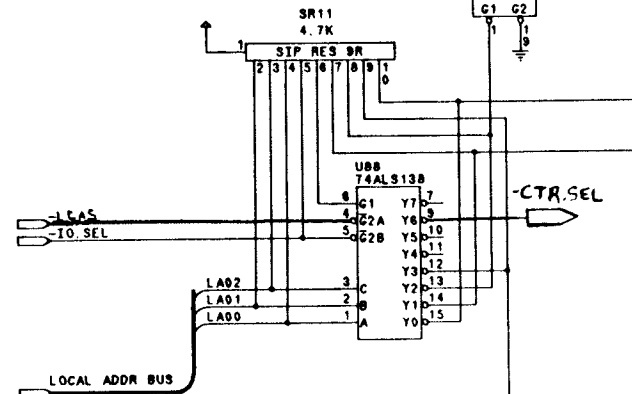 G1 G2
1 19
SR11
4.7K
1 SIP RES 9R
2 3 4 5 6 7 8 9 10
U88
74ALS138
6 G1 Y7 7
-LCAS 4 G2A Y6 9 -CTR.SEL
-IO.SEL 5 G2B Y5 10
Y4 11
Y3 12
LA02 3 C Y2 13
LA01 2 B Y1 14
LA00 1 A Y0 15
LOCAL ADDR BUS